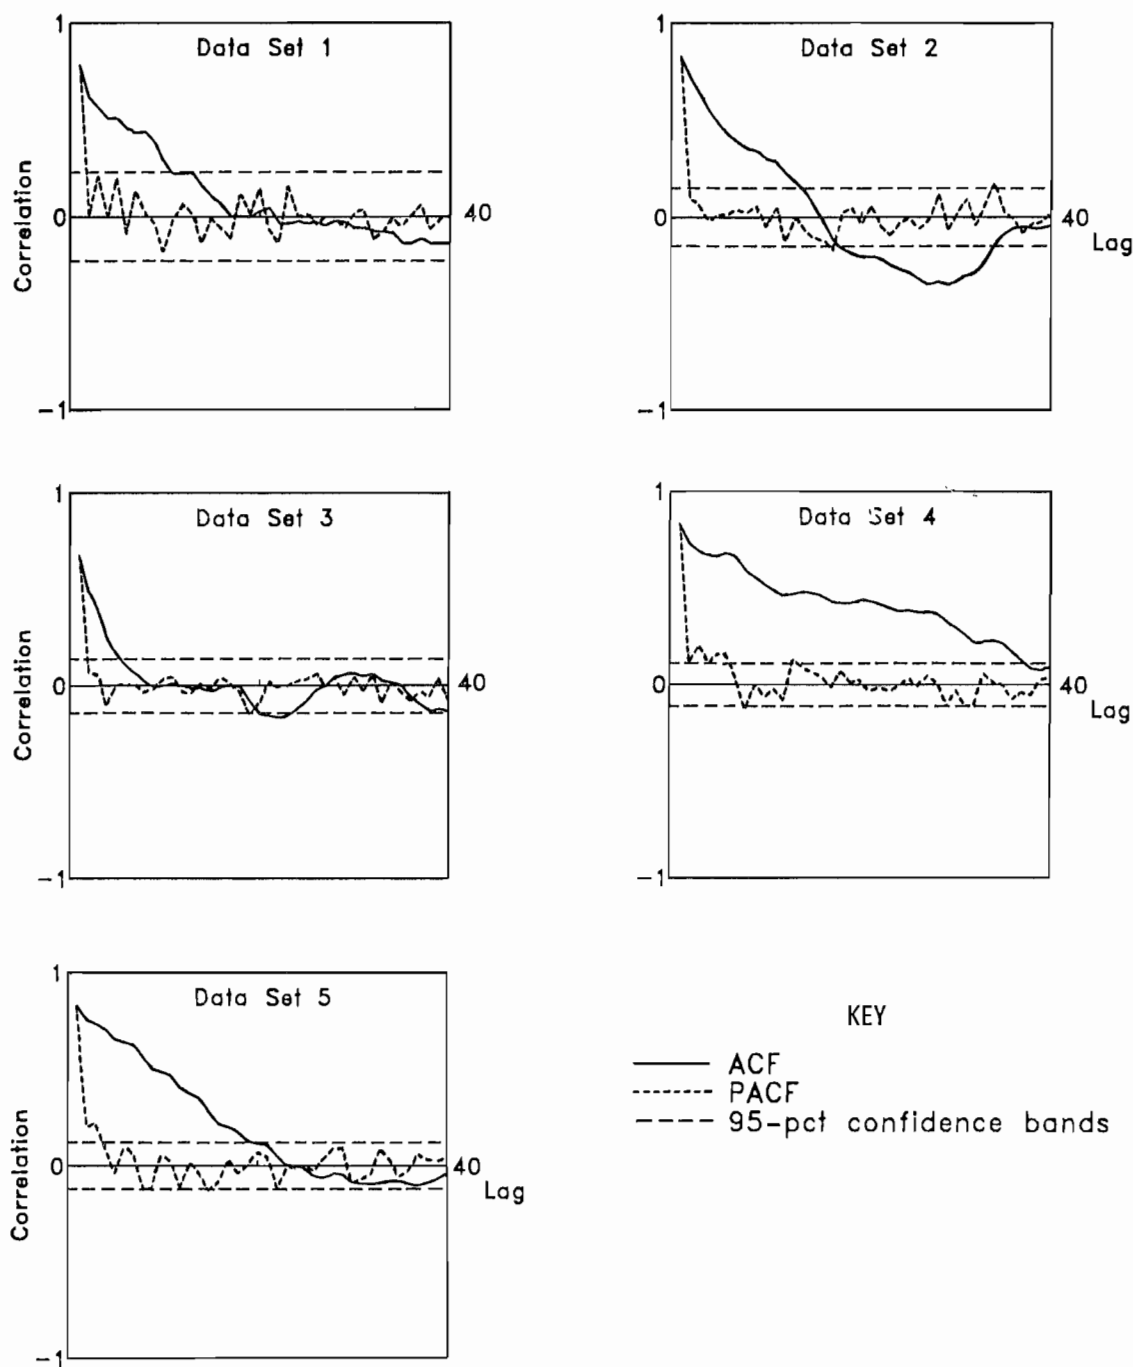 1
Data Set 1
Correlation
0
40
-1
1
Data Set 2
0
40
Lag
-1
1
Data Set 3
Correlation
0
40
-1
1
Data Set 4
0
40
Lag
-1
1
Data Set 5
Correlation
0
40
Lag
-1
KEY
ACF
PACF
95-pct confidence bands